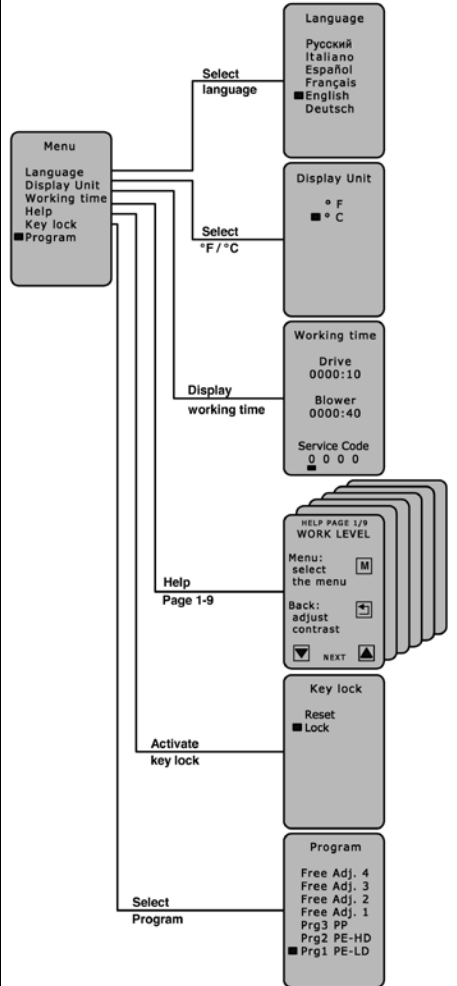 Menu
Language
Display Unit
Working time
Help
Key lock
Program
Select
language
Language
Русский
Italiano
Español
Français
English
Deutsch
Select
°F / °C
Display Unit
° F
° C
Display
working time
Working time
Drive
0000:10
Blower
0000:40
Service Code
0 0 0 0
Help
Page 1-9
HELP PAGE 1/9
WORK LEVEL
Menu:
select M
the menu
Back:
adjust
contrast
NEXT
Activate
key lock
Key lock
Reset
Lock
Select
Program
Program
Free Adj. 4
Free Adj. 3
Free Adj. 2
Free Adj. 1
Prg3 PP
Prg2 PE-HD
Prg1 PE-LD